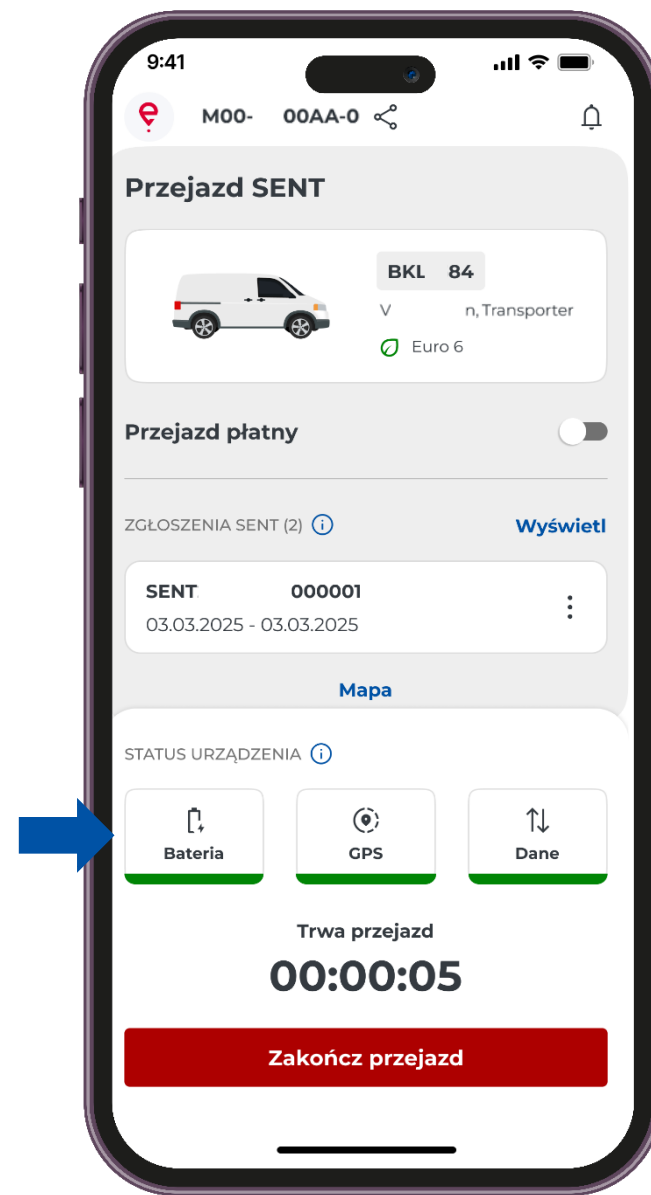 9:41
M00- 00AA-0
Przejazd SENT
BKL 84
V n, Transporter
Euro 6
Przejazd płatny
ZGŁOSZENIA SENT (2)
Wyświetl
SENT 000001
03.03.2025 - 03.03.2025
Mapa
STATUS URZĄDZENIA
Bateria
GPS
Dane
Trwa przejazd
00:00:05
Zakończ przejazd